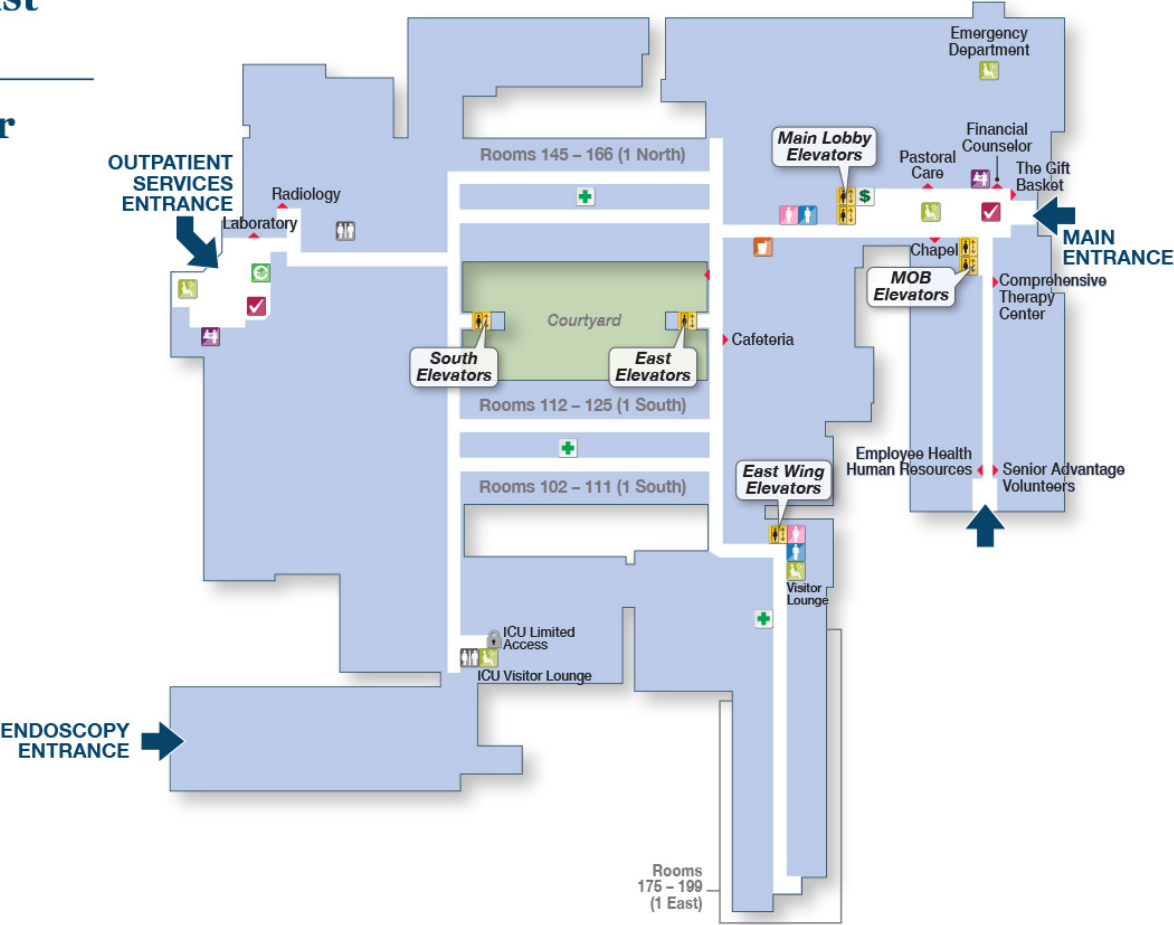 st
r
Emergency
Department
OUTPATIENT
SERVICES
ENTRANCE
Radiology
Laboratory
Rooms 145 – 166 (1 North)
Main Lobby
Elevators
Pastoral
Care
Financial
Counselor
The Gift
Basket
$
MAIN
ENTRANCE
Chapel
MOB
Elevators
Comprehensive
Therapy
Center
Courtyard
South
Elevators
East
Elevators
Cafeteria
Rooms 112 – 125 (1 South)
Rooms 102 – 111 (1 South)
East Wing
Elevators
Employee Health
Human Resources
Senior Advantage
Volunteers
Visitor
Lounge
ICU Limited
Access
ICU Visitor Lounge
ENDOSCOPY
ENTRANCE
Rooms
175 – 199
(1 East)